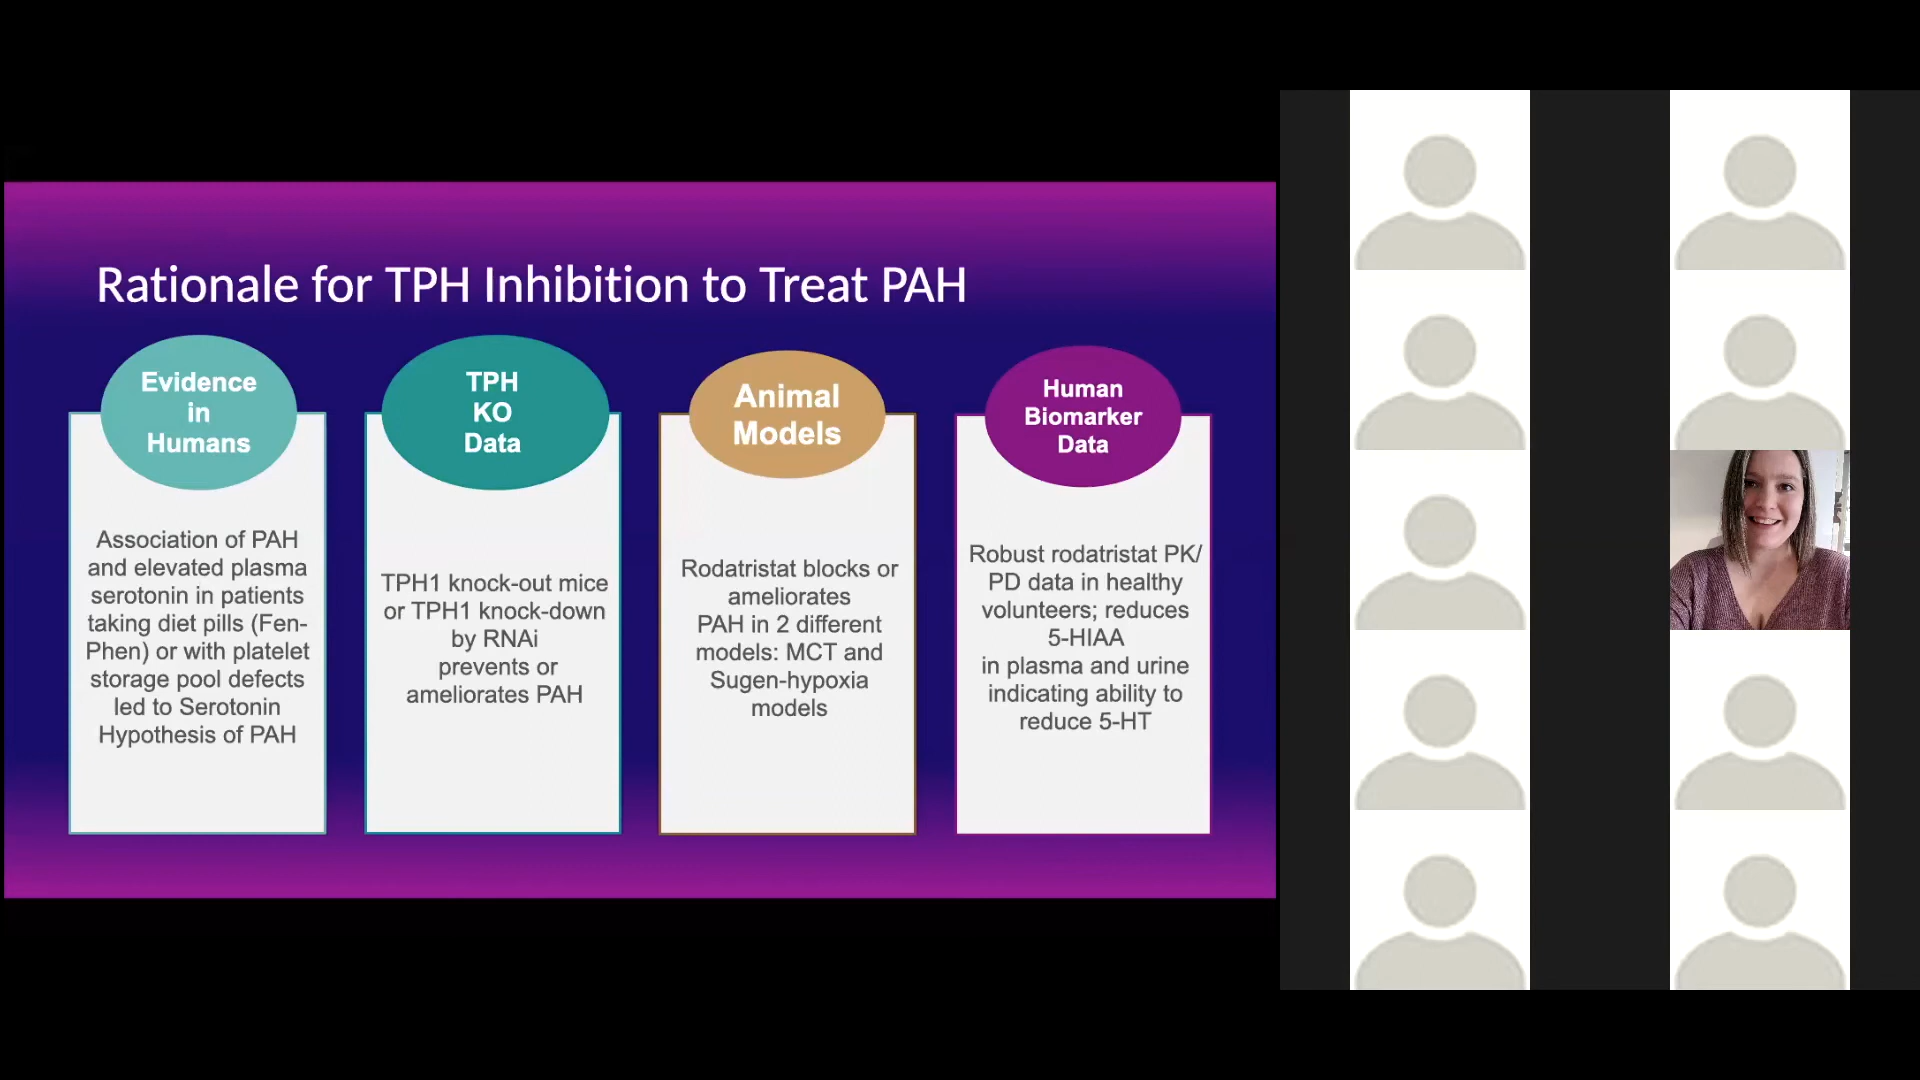 Rationale for TPH Inhibition to Treat PAH
Evidence
in
Humans
Association of PAH
and elevated plasma
serotonin in patients
taking diet pills (Fen-
Phen) or with platelet
storage pool defects
led to Serotonin
Hypothesis of PAH
TPH
KO
Data
TPH1 knock-out mice
or TPH1 knock-down
by RNAi
prevents or
ameliorates PAH
Animal
Models
Rodatristat blocks or
ameliorates
PAH in 2 different
models: MCT and
Sugen-hypoxia
models
Human
Biomarker
Data
Robust rodatristat PK/
PD data in healthy
volunteers; reduces
5-HIAA
in plasma and urine
indicating ability to
reduce 5-HT